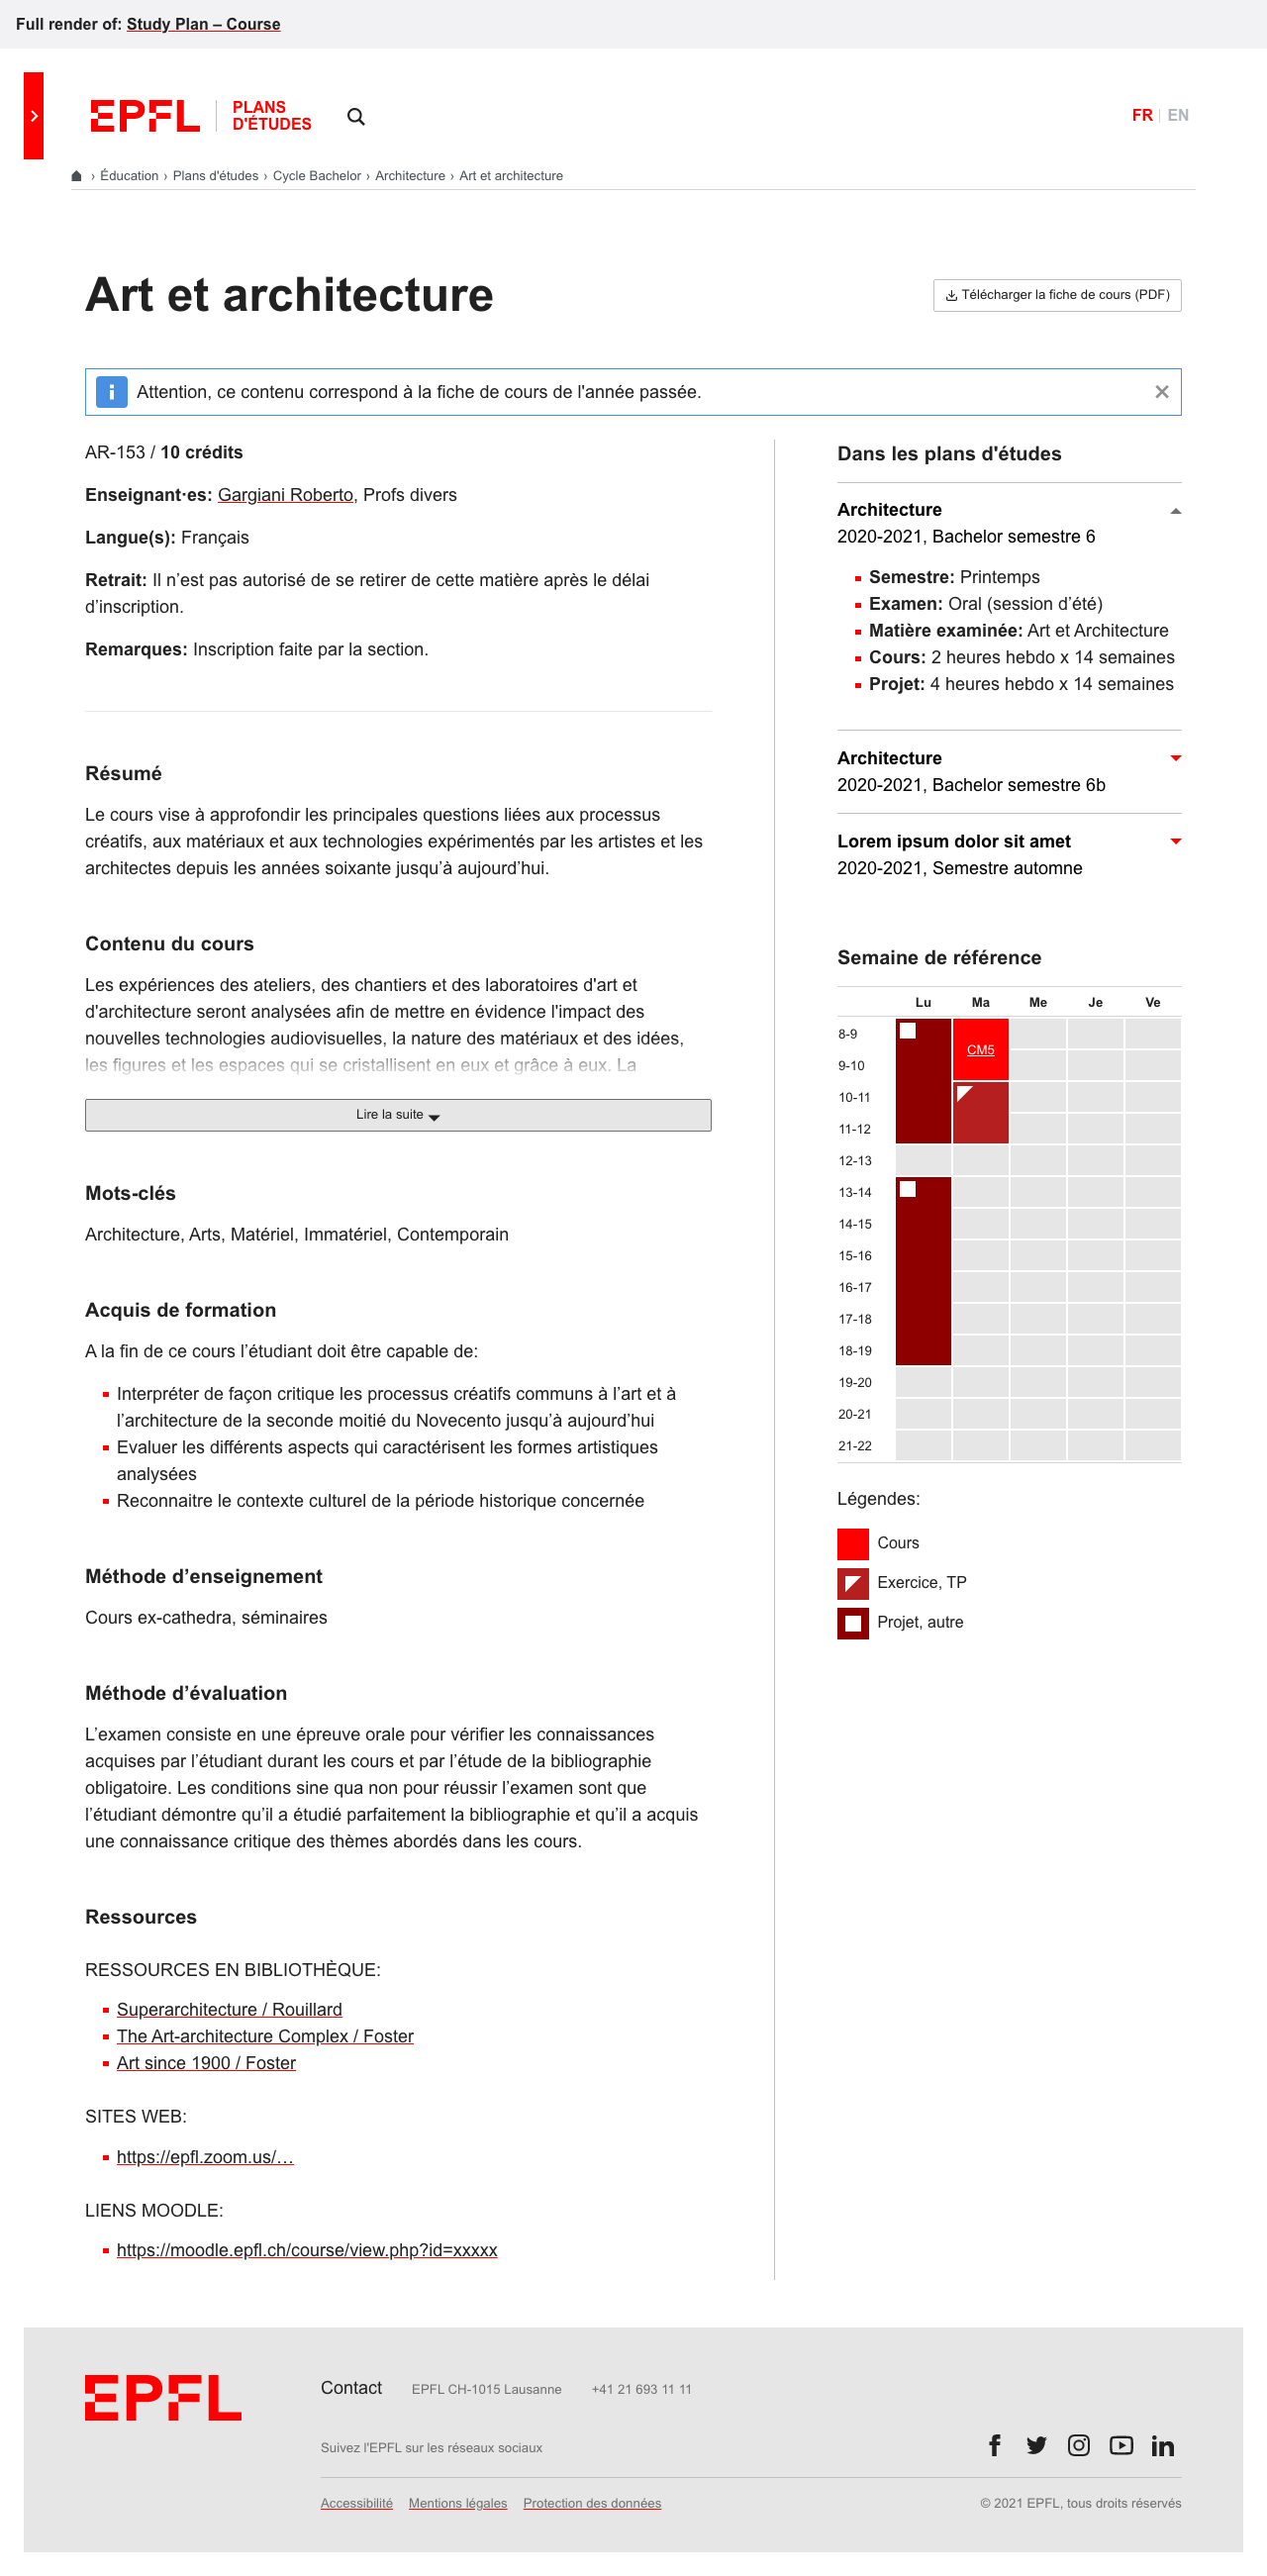 Full render of: Study Plan – Course
EPFL
PLANS
D'ÉTUDES
FR | EN
› Éducation › Plans d'études › Cycle Bachelor › Architecture › Art et architecture
Art et architecture
Télécharger la fiche de cours (PDF)
Attention, ce contenu correspond à la fiche de cours de l'année passée.
AR-153 / 10 crédits
Enseignant·es: Gargiani Roberto, Profs divers
Langue(s): Français
Retrait: Il n’est pas autorisé de se retirer de cette matière après le délai
d’inscription.
Remarques: Inscription faite par la section.
Résumé
Le cours vise à approfondir les principales questions liées aux processus
créatifs, aux matériaux et aux technologies expérimentés par les artistes et les
architectes depuis les années soixante jusqu’à aujourd’hui.
Contenu du cours
Les expériences des ateliers, des chantiers et des laboratoires d'art et
d'architecture seront analysées afin de mettre en évidence l'impact des
nouvelles technologies audiovisuelles, la nature des matériaux et des idées,
les figures et les espaces qui se cristallisent en eux et grâce à eux. La
Lire la suite
Mots-clés
Architecture, Arts, Matériel, Immatériel, Contemporain
Acquis de formation
A la fin de ce cours l’étudiant doit être capable de:
Interpréter de façon critique les processus créatifs communs à l’art et à
l’architecture de la seconde moitié du Novecento jusqu’à aujourd’hui
Evaluer les différents aspects qui caractérisent les formes artistiques
analysées
Reconnaitre le contexte culturel de la période historique concernée
Méthode d’enseignement
Cours ex-cathedra, séminaires
Méthode d’évaluation
L’examen consiste en une épreuve orale pour vérifier les connaissances
acquises par l’étudiant durant les cours et par l’étude de la bibliographie
obligatoire. Les conditions sine qua non pour réussir l’examen sont que
l’étudiant démontre qu’il a étudié parfaitement la bibliographie et qu’il a acquis
une connaissance critique des thèmes abordés dans les cours.
Ressources
RESSOURCES EN BIBLIOTHÈQUE:
Superarchitecture / Rouillard
The Art-architecture Complex / Foster
Art since 1900 / Foster
SITES WEB:
https://epfl.zoom.us/…
LIENS MOODLE:
https://moodle.epfl.ch/course/view.php?id=xxxxx
Dans les plans d'études
Architecture
2020-2021, Bachelor semestre 6
Semestre: Printemps
Examen: Oral (session d’été)
Matière examinée: Art et Architecture
Cours: 2 heures hebdo x 14 semaines
Projet: 4 heures hebdo x 14 semaines
Architecture
2020-2021, Bachelor semestre 6b
Lorem ipsum dolor sit amet
2020-2021, Semestre automne
Semaine de référence
Lu Ma Me Je Ve
8-9
CM5
9-10
10-11
11-12
12-13
13-14
14-15
15-16
16-17
17-18
18-19
19-20
20-21
21-22
Légendes:
Cours
Exercice, TP
Projet, autre
EPFL
Contact EPFL CH-1015 Lausanne +41 21 693 11 11
Suivez l'EPFL sur les réseaux sociaux
Accessibilité Mentions légales Protection des données
© 2021 EPFL, tous droits réservés